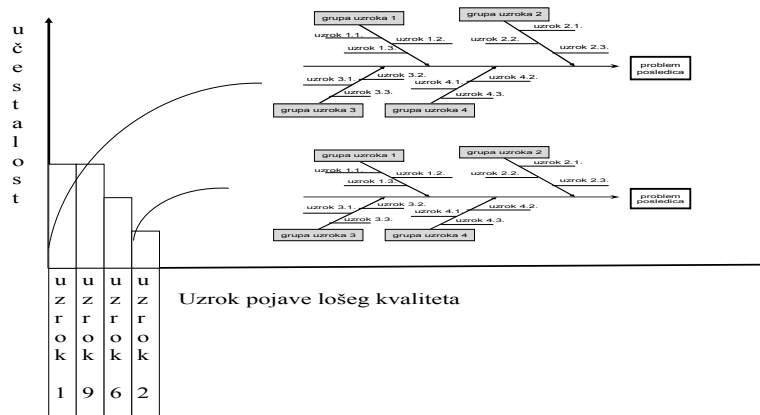 učestalost
grupa uzroka 1
grupa uzroka 2
uzrok 1.1.
uzrok 1.2.
uzrok 1.3.
uzrok 2.1.
uzrok 2.2.
uzrok 2.3.
problem
posledica
uzrok 3.1.
uzrok 3.2.
uzrok 3.3.
uzrok 4.1.
uzrok 4.2.
uzrok 4.3.
grupa uzroka 3
grupa uzroka 4
grupa uzroka 1
grupa uzroka 2
uzrok 1.1.
uzrok 1.2.
uzrok 1.3.
uzrok 2.1.
uzrok 2.2.
uzrok 2.3.
problem
posledica
uzrok 3.1.
uzrok 3.2.
uzrok 3.3.
uzrok 4.1.
uzrok 4.2.
uzrok 4.3.
grupa uzroka 3
grupa uzroka 4
uzrok 1
uzrok 9
uzrok 6
uzrok 2
Uzrok pojave lošeg kvaliteta